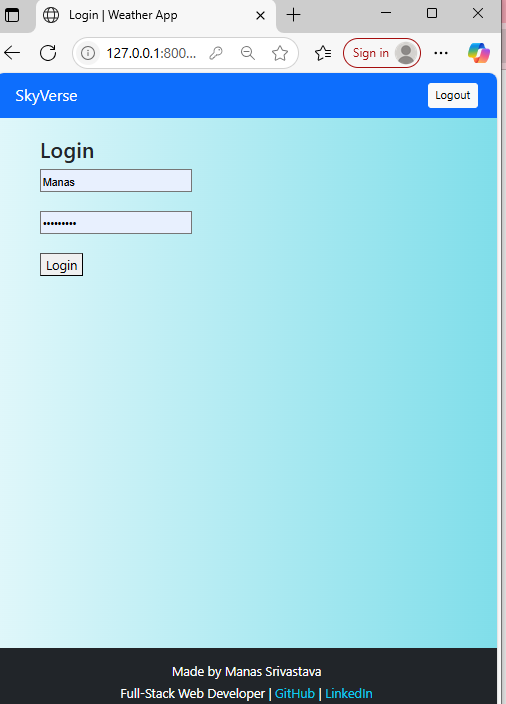 Login | Weather App
127.0.0.1:800...
Sign in
SkyVerse
Logout
Login
Manas
•••••••••
Login
Made by Manas Srivastava
Full-Stack Web Developer | GitHub | LinkedIn